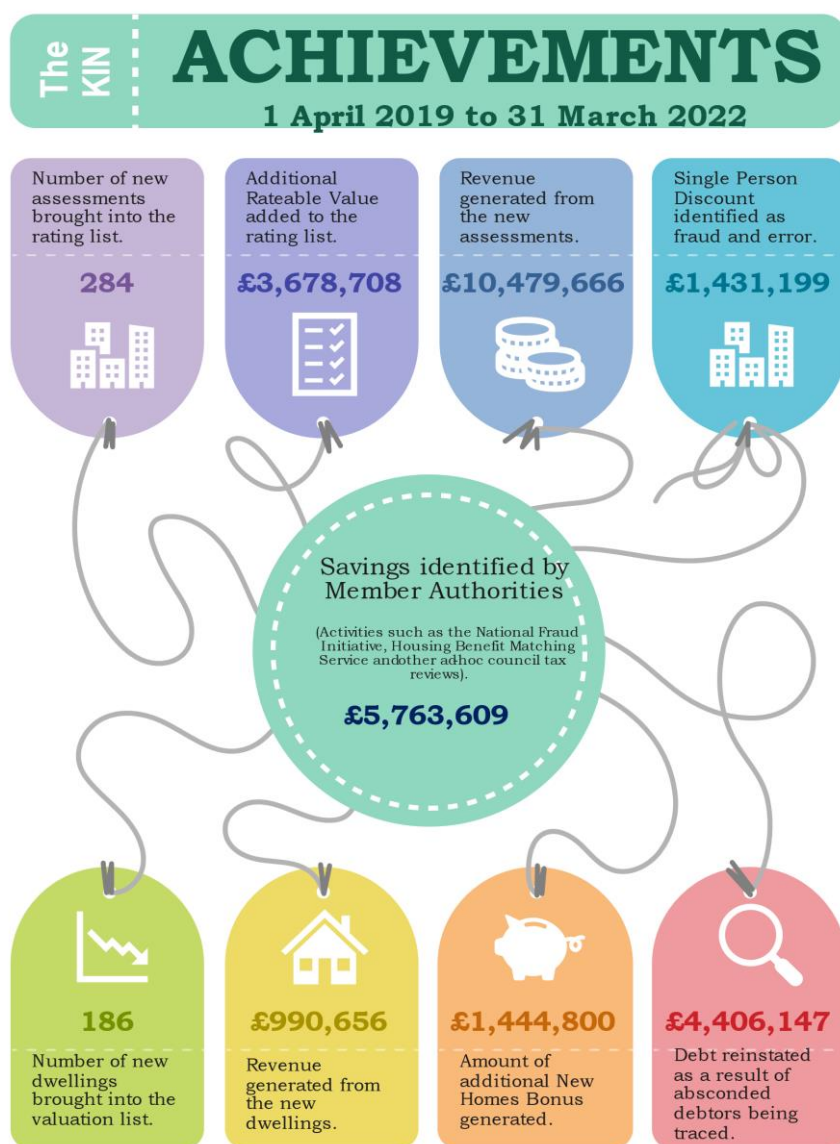 The
KIN
ACHIEVEMENTS
1 April 2019 to 31 March 2022
Number of new
assessments
brought into the
rating list.
284
Additional
Rateable Value
added to the
rating list.
£3,678,708
Revenue
generated from
the new
assessments.
£10,479,666
Single Person
Discount
identified as
fraud and error.
£1,431,199
Savings identified by
Member Authorities
(Activities such as the National Fraud
Initiative, Housing Benefit Matching
Service andother ad-hoc council tax
reviews).
£5,763,609
186
Number of new
dwellings
brought into the
valuation list.
£990,656
Revenue
generated from
the new
dwellings.
£1,444,800
Amount of
additional New
Homes Bonus
generated.
£4,406,147
Debt reinstated
as a result of
absconded
debtors being
traced.